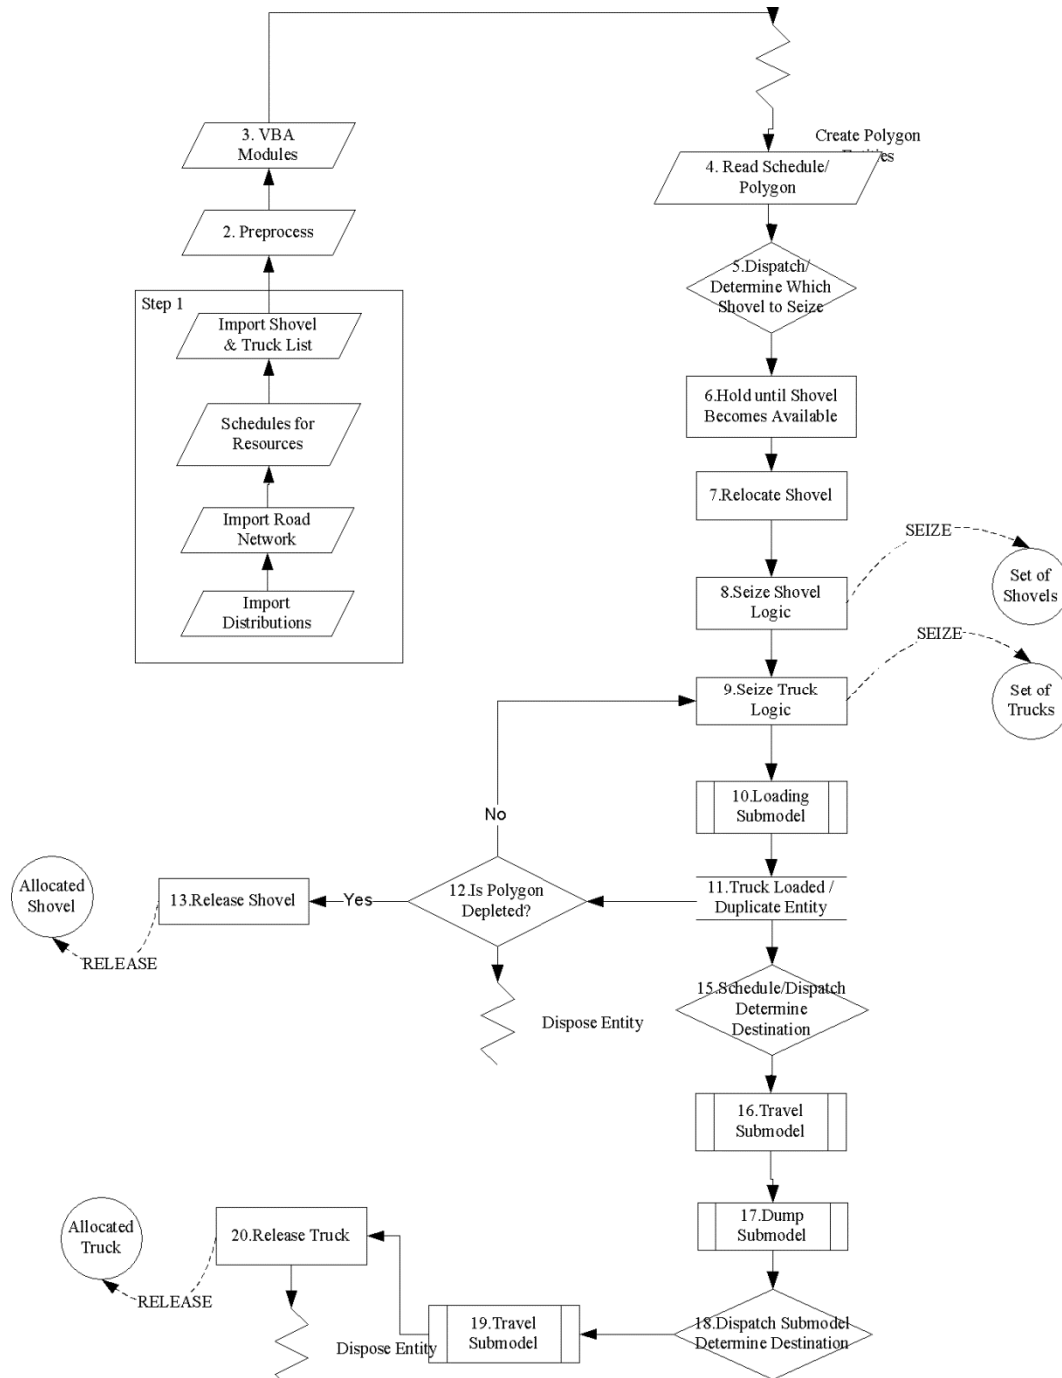 3. VBA
Modules
Create Polygon
Entities
4. Read Schedule/
Polygon
2. Preprocess
5.Dispatch/
Determine Which
Shovel to Seize
Step 1
Import Shovel
& Truck List
6.Hold until Shovel
Becomes Available
Schedules for
Resources
7.Relocate Shovel
Import Road
Network
SEIZE
Set of
Shovels
8.Seize Shovel
Logic
Import
Distributions
SEIZE
9.Seize Truck
Logic
Set of
Trucks
10.Loading
Submodel
No
Allocated
Shovel
13.Release Shovel
Yes
12.Is Polygon
Depleted?
11.Truck Loaded /
Duplicate Entity
RELEASE
15.Schedule/Dispatch
Determine
Destination
Dispose Entity
16.Travel
Submodel
17.Dump
Submodel
Allocated
Truck
20.Release Truck
RELEASE
18.Dispatch Submodel
Determine Destination
19.Travel
Submodel
Dispose Entity